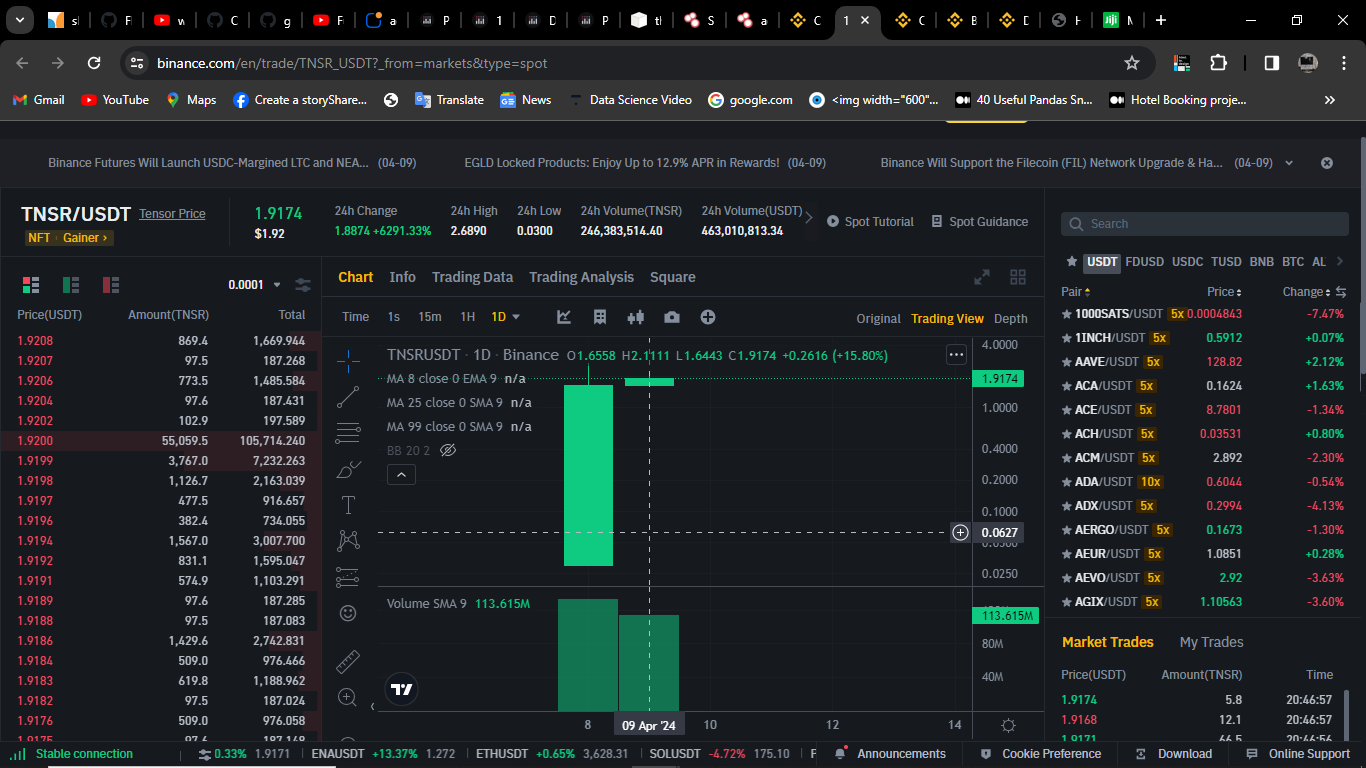 sl F w C g F a P 1 D P tl S a C 1 C B D H M
binance.com/en/trade/TNSR_USDT?_from=markets&type=spot
Gmail YouTube Maps Create a storyShare... Translate News Data Science Video google.com <img width="600"... 40 Useful Pandas Sn... Hotel Booking proje...
Binance Futures Will Launch USDC-Margined LTC and NEA... (04-09) EGLD Locked Products: Enjoy Up to 12.9% APR in Rewards! (04-09) Binance Will Support the Filecoin (FIL) Network Upgrade & Ha... (04-09)
TNSR/USDT Tensor Price
NFT · Gainer
1.9174
$1.92
24h Change 24h High 24h Low 24h Volume(TNSR) 24h Volume(USDT)
1.8874 +6291.33% 2.6890 0.0300 246,383,514.40 463,010,813.34
Spot Tutorial Spot Guidance
0.0001
Price(USDT) Amount(TNSR) Total
1.9208 869.4 1,669.944
1.9207 97.5 187.268
1.9206 773.5 1,485.584
1.9204 97.6 187.431
1.9202 102.9 197.589
1.9200 55,059.5 105,714.240
1.9199 3,767.0 7,232.263
1.9198 1,126.7 2,163.039
1.9197 477.5 916.657
1.9196 382.4 734.055
1.9194 1,567.0 3,007.700
1.9192 831.1 1,595.047
1.9191 574.9 1,103.291
1.9189 97.6 187.285
1.9188 97.5 187.083
1.9186 1,429.6 2,742.831
1.9184 509.0 976.466
1.9183 619.8 1,188.962
1.9182 97.5 187.024
1.9176 509.0 976.058
1.9175 97.6 187.148
Chart Info Trading Data Trading Analysis Square
Time 1s 15m 1H 1D
Original Trading View Depth
TNSRUSDT · 1D · Binance O1.6558 H2.1111 L1.6443 C1.9174 +0.2616 (+15.80%)
MA 8 close 0 EMA 9 n/a
MA 25 close 0 SMA 9 n/a
MA 99 close 0 SMA 9 n/a
BB 20 2
4.0000
1.9174
1.0000
0.4000
0.2000
0.1000
0.0627
0.0250
Volume SMA 9 113.615M
113.615M
80M
40M
8 09 Apr '24 10 12 14
Search
USDT FDUSD USDC TUSD BNB BTC AL
Pair Price Change
1000SATS/USDT 5x 0.0004843 -7.47%
1INCH/USDT 5x 0.5912 +0.07%
AAVE/USDT 5x 128.82 +2.12%
ACA/USDT 5x 0.1624 +1.63%
ACE/USDT 5x 8.7801 -1.34%
ACH/USDT 5x 0.03531 +0.80%
ACM/USDT 5x 2.892 -2.30%
ADA/USDT 10x 0.6044 -0.54%
ADX/USDT 5x 0.2994 -4.13%
AERGO/USDT 5x 0.1673 -1.30%
AEUR/USDT 5x 1.0851 +0.28%
AEVO/USDT 5x 2.92 -3.63%
AGIX/USDT 5x 1.10563 -3.60%
Market Trades My Trades
Price(USDT) Amount(TNSR) Time
1.9174 5.8 20:46:57
1.9168 12.1 20:46:57
1.9171 66.5 20:46:56
Stable connection 0.33% 1.9171 ENAUSDT +13.37% 1.272 ETHUSDT +0.65% 3,628.31 SOLUSDT -4.72% 175.10 Announcements Cookie Preference Download Online Support